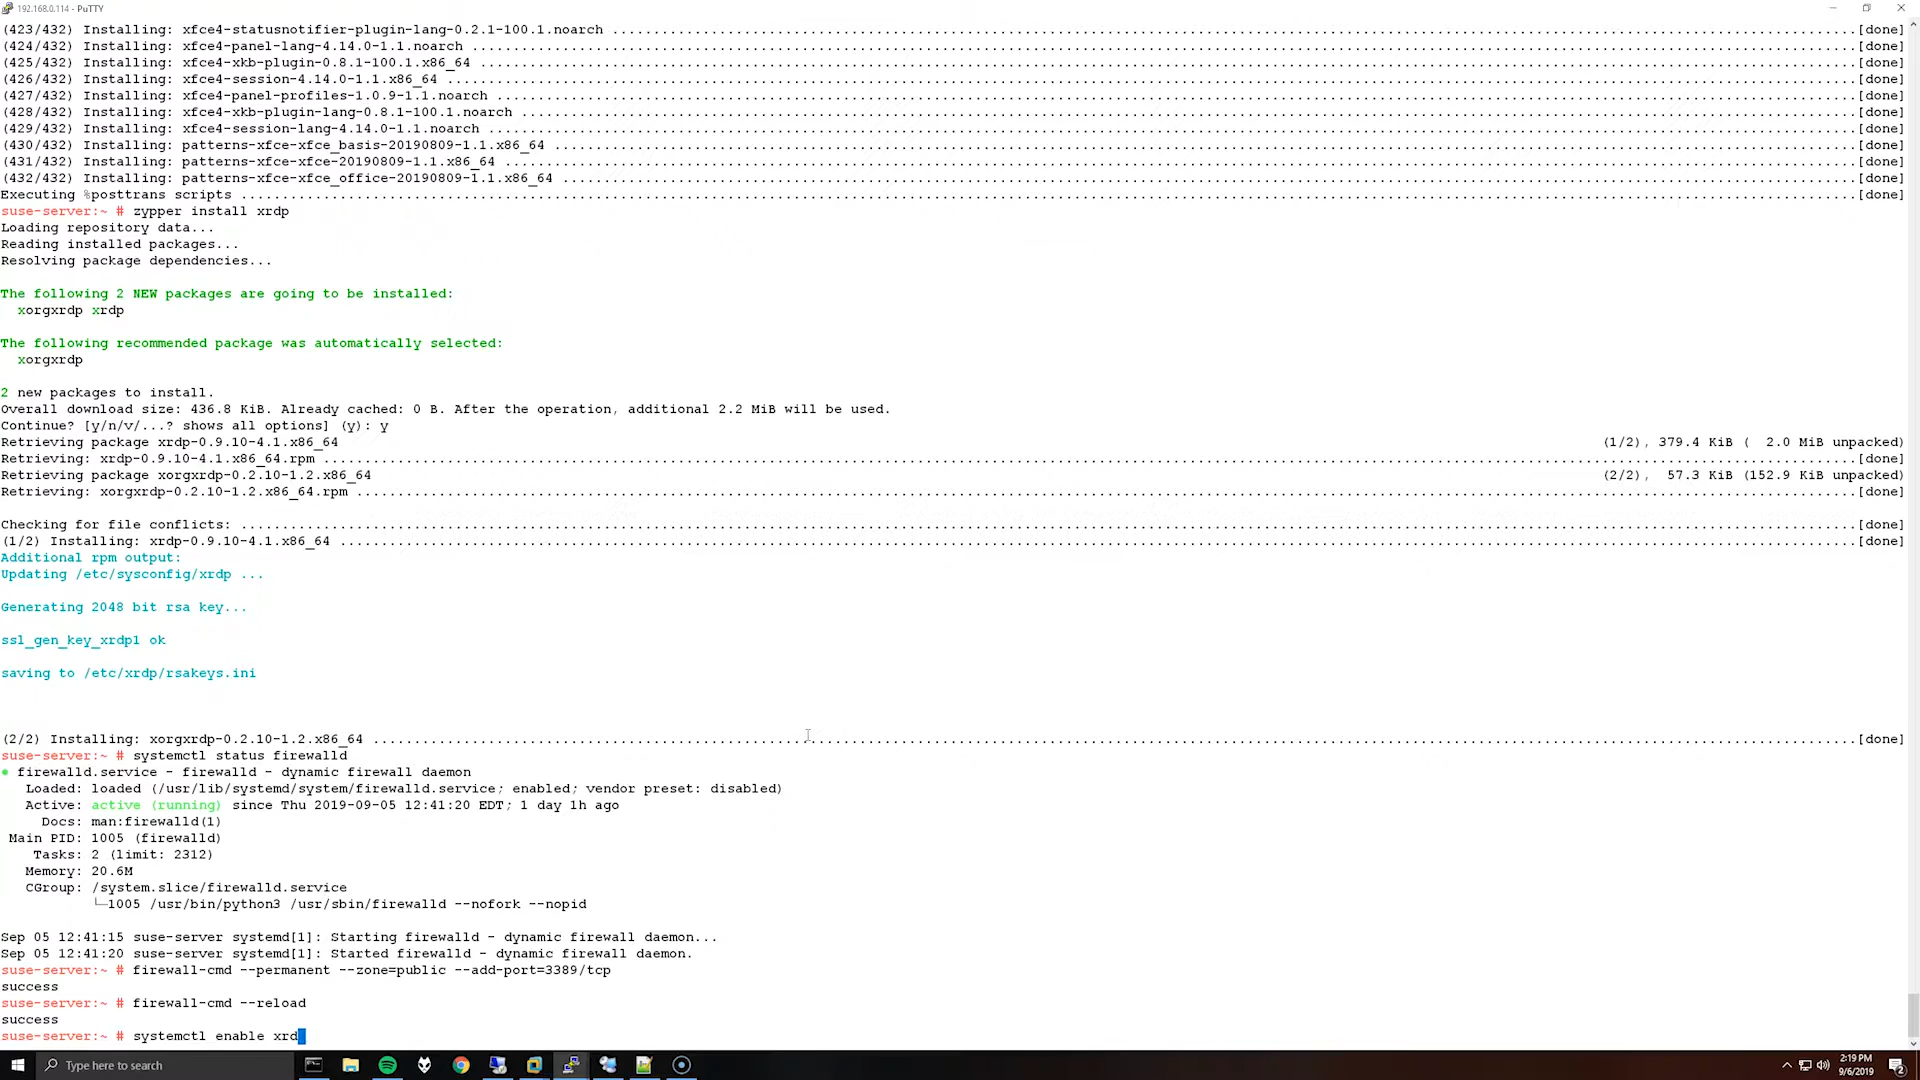 192.168.0.114 - PuTTY
(423/432) Installing: xfce4-statusnotifier-plugin-lang-0.2.1-100.1.noarch ..........[done]
(424/432) Installing: xfce4-panel-lang-4.14.0-1.1.noarch ..........[done]
(425/432) Installing: xfce4-xkb-plugin-0.8.1-100.1.x86_64 ..........[done]
(426/432) Installing: xfce4-session-4.14.0-1.1.x86_64 ..........[done]
(427/432) Installing: xfce4-panel-profiles-1.0.9-1.1.noarch ..........[done]
(428/432) Installing: xfce4-xkb-plugin-lang-0.8.1-100.1.noarch ..........[done]
(429/432) Installing: xfce4-session-lang-4.14.0-1.1.noarch ..........[done]
(430/432) Installing: patterns-xfce-xfce_basis-20190809-1.1.x86_64 ..........[done]
(431/432) Installing: patterns-xfce-xfce-20190809-1.1.x86_64 ..........[done]
(432/432) Installing: patterns-xfce-xfce_office-20190809-1.1.x86_64 ..........[done]
Executing %posttrans scripts ..........[done]
suse-server:~ # zypper install xrdp
Loading repository data...
Reading installed packages...
Resolving package dependencies...
The following 2 NEW packages are going to be installed:
xorgxrdp xrdp
The following recommended package was automatically selected:
xorgxrdp
2 new packages to install.
Overall download size: 436.8 KiB. Already cached: 0 B. After the operation, additional 2.2 MiB will be used.
Continue? [y/n/v/...? shows all options] (y): y
Retrieving package xrdp-0.9.10-4.1.x86_64 (1/2), 379.4 KiB (  2.0 MiB unpacked)
Retrieving: xrdp-0.9.10-4.1.x86_64.rpm ..........[done]
Retrieving package xorgxrdp-0.2.10-1.2.x86_64 (2/2),  57.3 KiB (152.9 KiB unpacked)
Retrieving: xorgxrdp-0.2.10-1.2.x86_64.rpm ..........[done]
Checking for file conflicts: ..........[done]
(1/2) Installing: xrdp-0.9.10-4.1.x86_64 ..........[done]
Additional rpm output:
Updating /etc/sysconfig/xrdp ...
Generating 2048 bit rsa key...
ssl_gen_key_xrdp1 ok
saving to /etc/xrdp/rsakeys.ini
(2/2) Installing: xorgxrdp-0.2.10-1.2.x86_64 ..........[done]
suse-server:~ # systemctl status firewalld
● firewalld.service - firewalld - dynamic firewall daemon
Loaded: loaded (/usr/lib/systemd/system/firewalld.service; enabled; vendor preset: disabled)
Active: active (running) since Thu 2019-09-05 12:41:20 EDT; 1 day 1h ago
Docs: man:firewalld(1)
Main PID: 1005 (firewalld)
Tasks: 2 (limit: 2312)
Memory: 20.6M
CGroup: /system.slice/firewalld.service
└─1005 /usr/bin/python3 /usr/sbin/firewalld --nofork --nopid
Sep 05 12:41:15 suse-server systemd[1]: Starting firewalld - dynamic firewall daemon...
Sep 05 12:41:20 suse-server systemd[1]: Started firewalld - dynamic firewall daemon.
suse-server:~ # firewall-cmd --permanent --zone=public --add-port=3389/tcp
success
suse-server:~ # firewall-cmd --reload
success
suse-server:~ # systemctl enable xrd
Type here to search
2:19 PM
9/6/2019
2